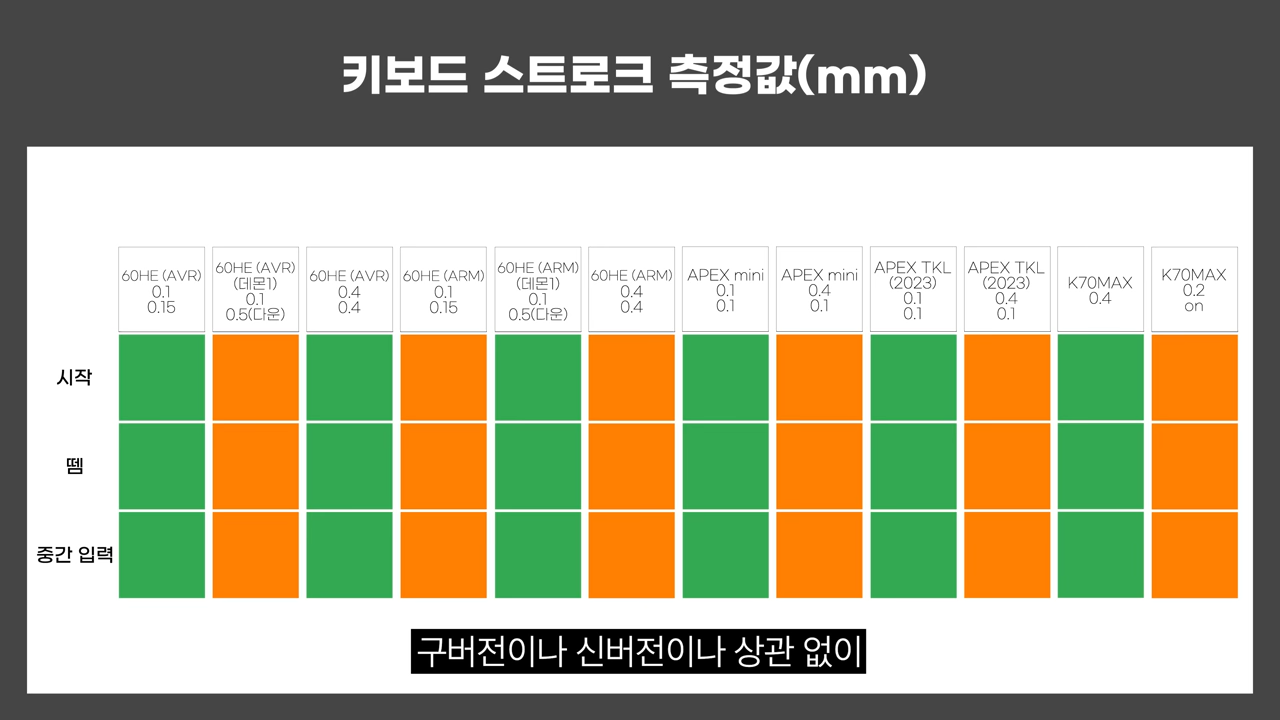 키보드 스트로크 측정값(mm)
60HE (AVR)
0.1
0.15
60HE (AVR)
(데몬1)
0.1
0.5(다운)
60HE (AVR)
0.4
0.4
60HE (ARM)
0.1
0.15
60HE (ARM)
(데몬1)
0.1
0.5(다운)
60HE (ARM)
0.4
0.4
APEX mini
0.1
0.1
APEX mini
0.4
0.1
APEX TKL
(2023)
0.1
0.1
APEX TKL
(2023)
0.4
0.1
K70MAX
0.4
K70MAX
0.2
on
시작
뗌
중간 입력
구버전이나 신버전이나 상관 없이